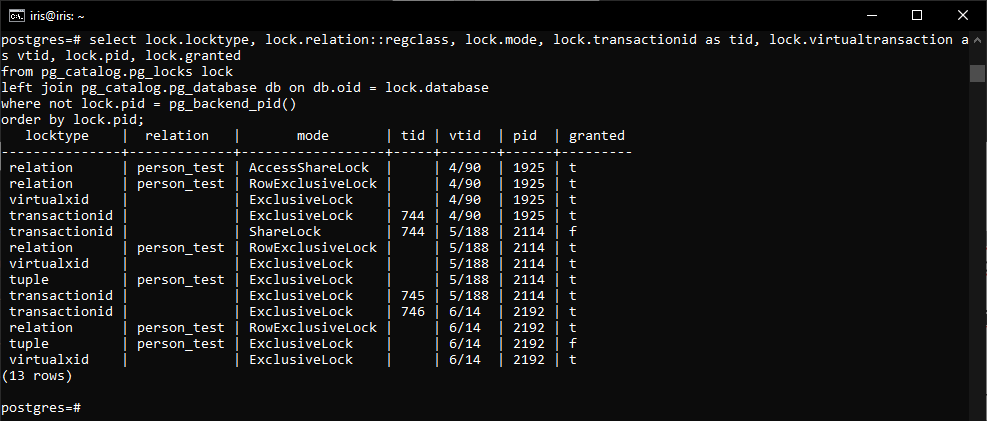 iris@iris: ~
postgres=# select lock.locktype, lock.relation::regclass, lock.mode, lock.transactionid as tid, lock.virtualtransaction a
s vtid, lock.pid, lock.granted
from pg_catalog.pg_locks lock
left join pg_catalog.pg_database db on db.oid = lock.database
where not lock.pid = pg_backend_pid()
order by lock.pid;
   locktype    |  relation   |       mode       | tid | vtid  | pid  | granted
---------------+-------------+------------------+-----+-------+------+---------
 relation      | person_test | AccessShareLock  |     | 4/90  | 1925 | t
 relation      | person_test | RowExclusiveLock |     | 4/90  | 1925 | t
 virtualxid    |             | ExclusiveLock    |     | 4/90  | 1925 | t
 transactionid |             | ExclusiveLock    | 744 | 4/90  | 1925 | t
 transactionid |             | ShareLock        | 744 | 5/188 | 2114 | f
 relation      | person_test | RowExclusiveLock |     | 5/188 | 2114 | t
 virtualxid    |             | ExclusiveLock    |     | 5/188 | 2114 | t
 tuple         | person_test | ExclusiveLock    |     | 5/188 | 2114 | t
 transactionid |             | ExclusiveLock    | 745 | 5/188 | 2114 | t
 transactionid |             | ExclusiveLock    | 746 | 6/14  | 2192 | t
 relation      | person_test | RowExclusiveLock |     | 6/14  | 2192 | t
 tuple         | person_test | ExclusiveLock    |     | 6/14  | 2192 | f
 virtualxid    |             | ExclusiveLock    |     | 6/14  | 2192 | t
(13 rows)
postgres=#